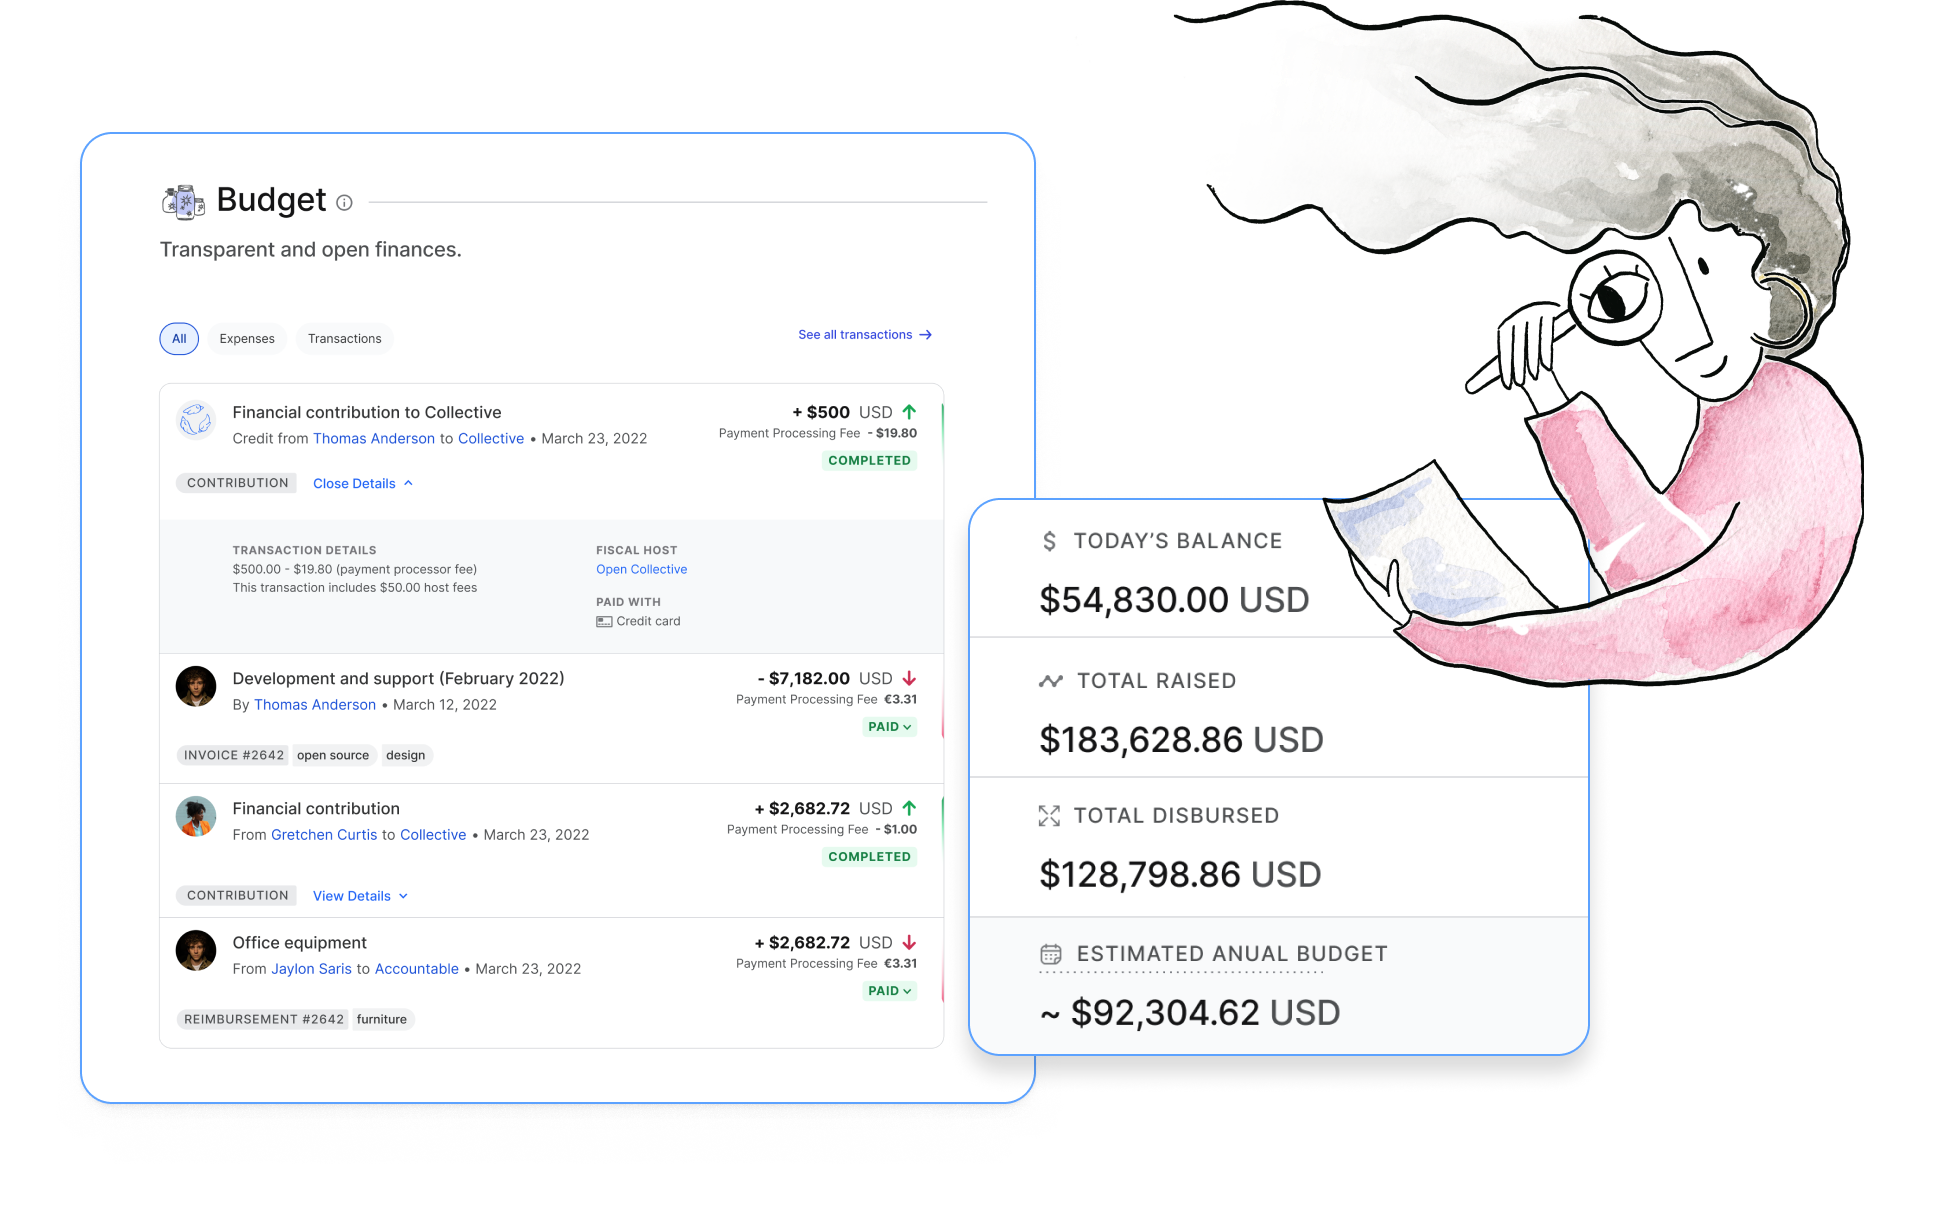 Budget
Transparent and open finances.
All Expenses Transactions See all transactions →
Financial contribution to Collective + $500 USD
Credit from Thomas Anderson to Collective • March 23, 2022 Payment Processing Fee - $19.80
COMPLETED
CONTRIBUTION Close Details
TRANSACTION DETAILS
$500.00 - $19.80 (payment processor fee)
This transaction includes $50.00 host fees
FISCAL HOST
Open Collective
PAID WITH
Credit card
Development and support (February 2022) - $7,182.00 USD
By Thomas Anderson • March 12, 2022 Payment Processing Fee €3.31
PAID
INVOICE #2642 open source design
Financial contribution + $2,682.72 USD
From Gretchen Curtis to Collective • March 23, 2022 Payment Processing Fee - $1.00
COMPLETED
CONTRIBUTION View Details
Office equipment + $2,682.72 USD
From Jaylon Saris to Accountable • March 23, 2022 Payment Processing Fee €3.31
PAID
REIMBURSEMENT #2642 furniture
$ TODAY’S BALANCE
$54,830.00 USD
TOTAL RAISED
$183,628.86 USD
TOTAL DISBURSED
$128,798.86 USD
ESTIMATED ANUAL BUDGET
~ $92,304.62 USD